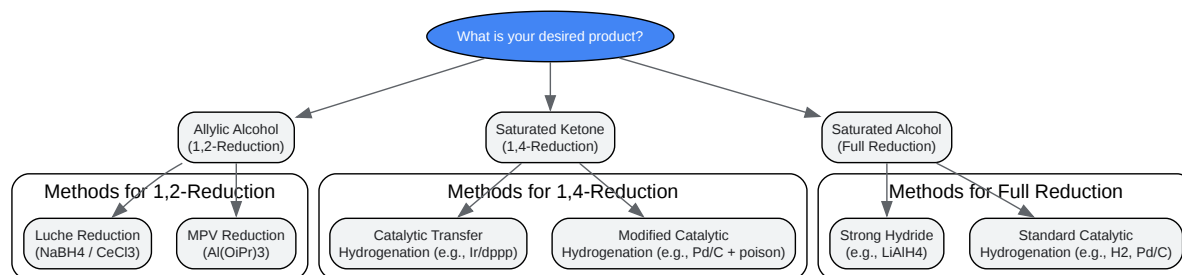 What is your desired product?
Allylic Alcohol
(1,2-Reduction)
Saturated Ketone
(1,4-Reduction)
Saturated Alcohol
(Full Reduction)
Methods for 1,2-Reduction
Luche Reduction
(NaBH4 / CeCl3)
MPV Reduction
(Al(OiPr)3)
Methods for 1,4-Reduction
Catalytic Transfer
Hydrogenation (e.g., Ir/dppp)
Modified Catalytic
Hydrogenation (e.g., Pd/C + poison)
Methods for Full Reduction
Strong Hydride
(e.g., LiAlH4)
Standard Catalytic
Hydrogenation (e.g., H2, Pd/C)